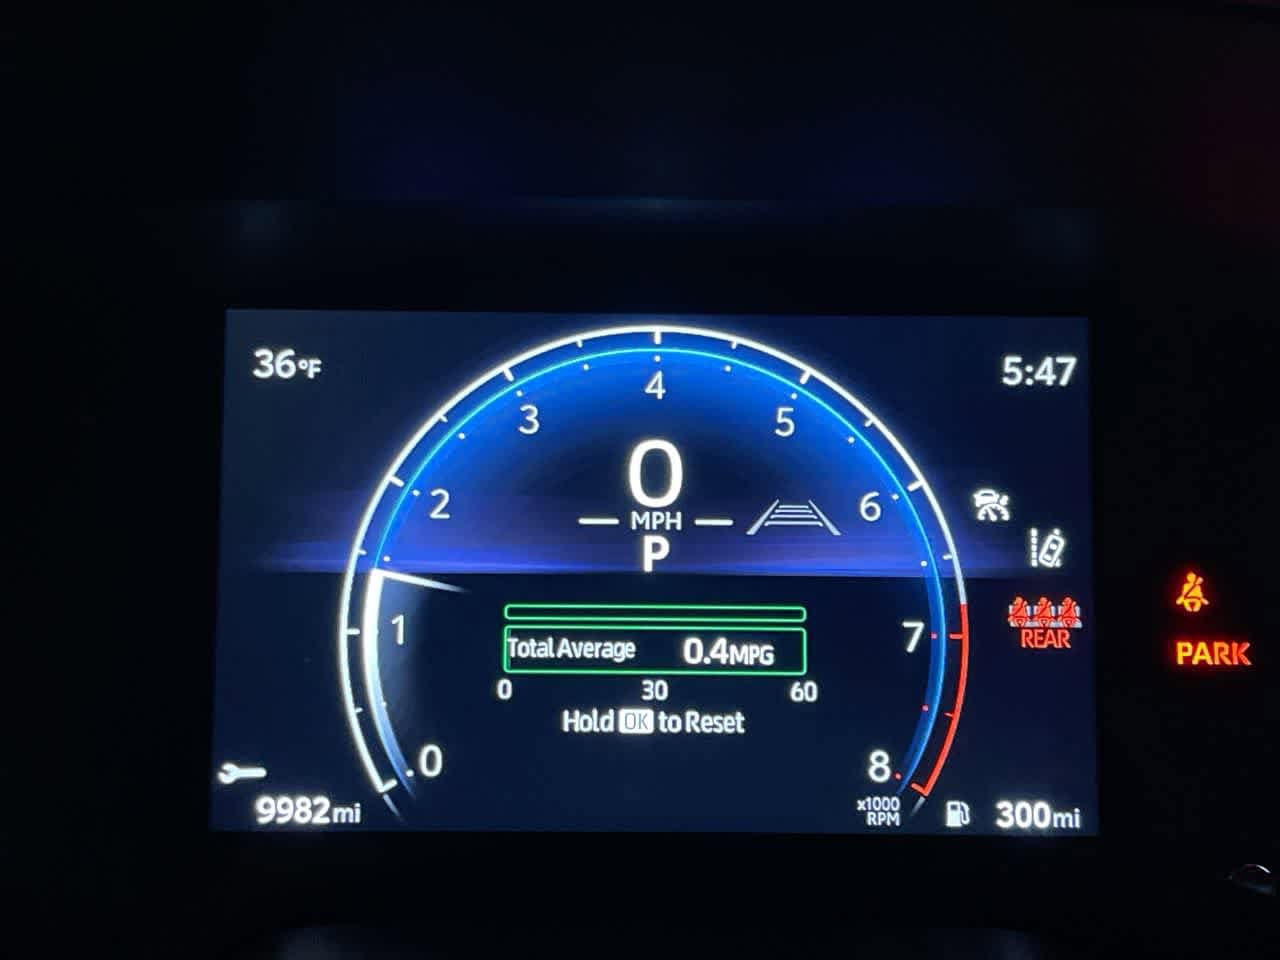 36°F
5:47
4
3
5
0
2
6
MPH
P
1
7
REAR
PARK
Total Average 0.4MPG
0 30 60
Hold OK to Reset
0
8
x1000
RPM
9982mi
300mi